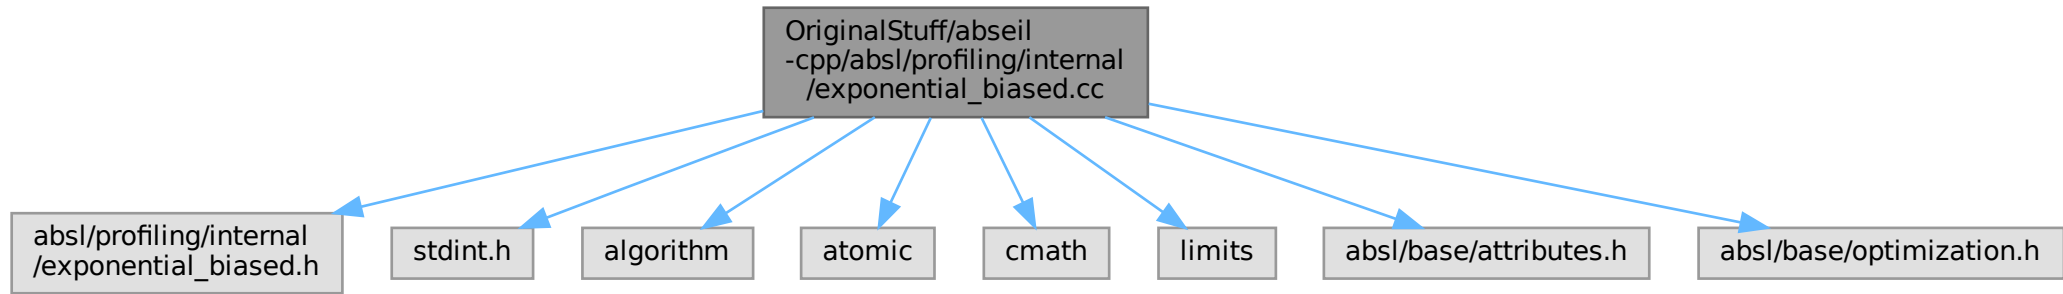 OriginalStuff/abseil
-cpp/absl/profiling/internal
/exponential_biased.cc
absl/profiling/internal
/exponential_biased.h
stdint.h
algorithm
atomic
cmath
limits
absl/base/attributes.h
absl/base/optimization.h